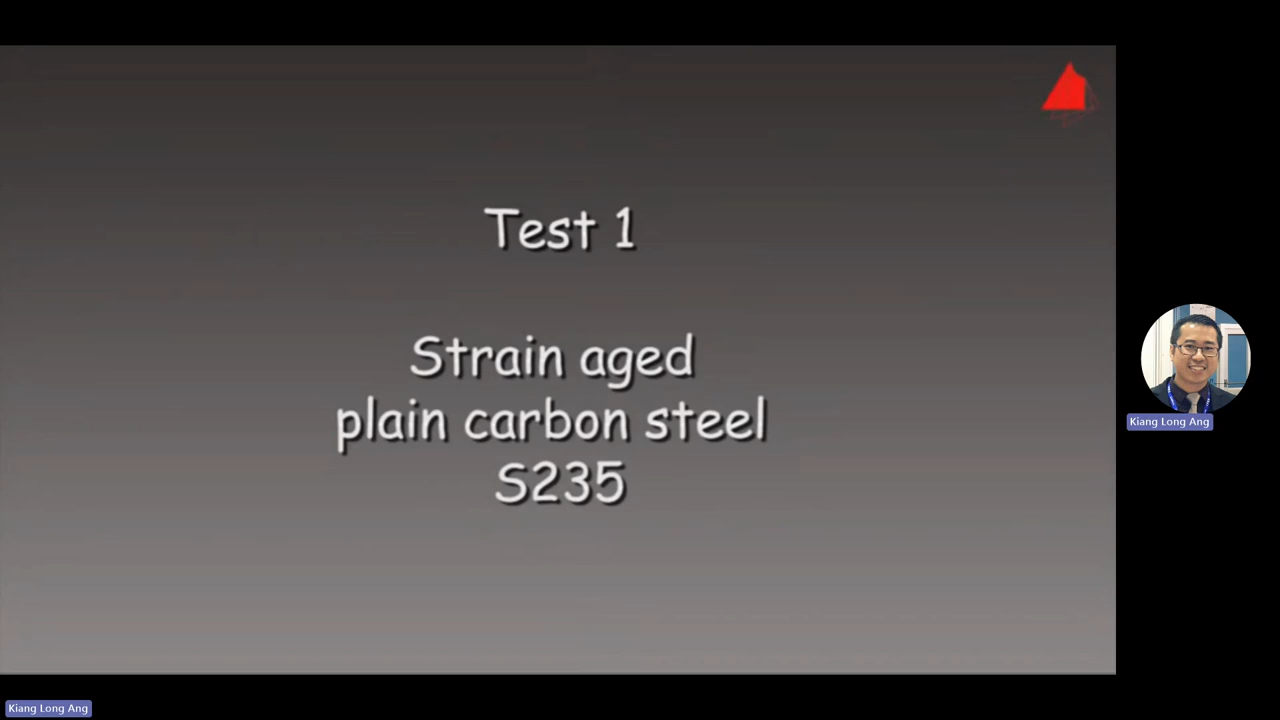 Test 1
Strain aged
plain carbon steel
S235
Kiang Long Ang
Kiang Long Ang